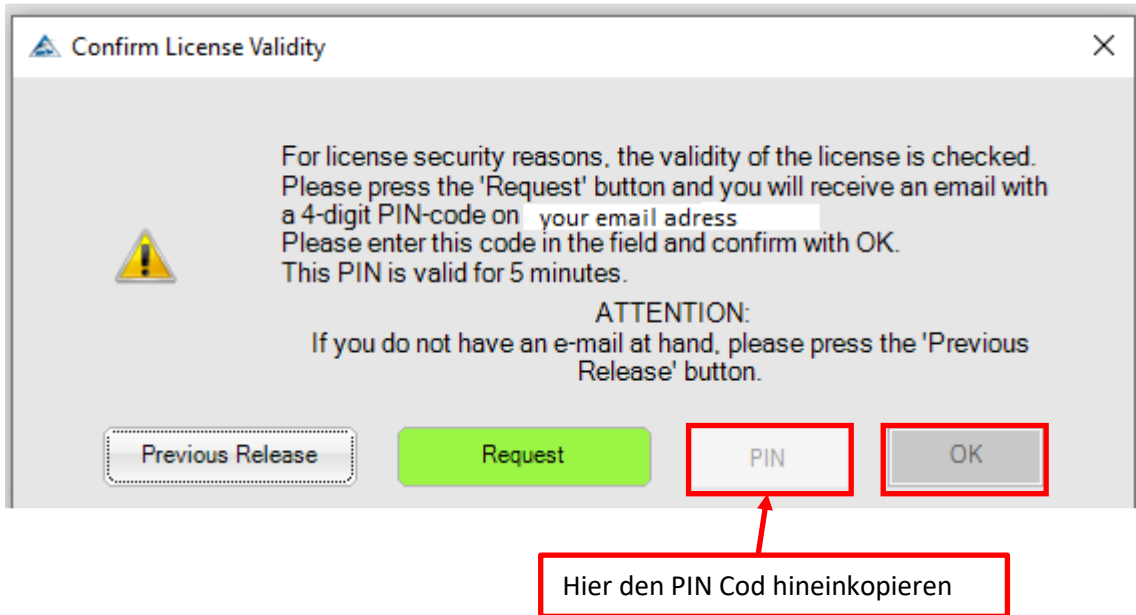 Confirm License Validity
For license security reasons, the validity of the license is checked.
Please press the 'Request' button and you will receive an email with
a 4-digit PIN-code on your email adress
Please enter this code in the field and confirm with OK.
This PIN is valid for 5 minutes.
ATTENTION:
If you do not have an e-mail at hand, please press the 'Previous
Release' button.
Previous Release Request PIN OK
Hier den PIN Cod hineinkopieren